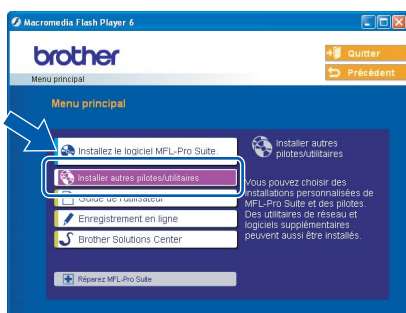 Macromedia Flash Player 6
brother
Quitter
Menu principal
Précédent
Menu principal
Installez le logiciel MFL-Pro Suite.
Installer autres pilotes/utilitaires
Guide de l'utilisateur
Enregistrement en ligne
Brother Solutions Center
Réparez MFL-Pro Suite
Installer autres
pilotes/utilitaires
Vous pouvez choisir des
installations personnalisées de
MFL-Pro Suite et des pilotes.
Des utilitaires de réseau et
logiciels supplémentaires
peuvent aussi être installés.